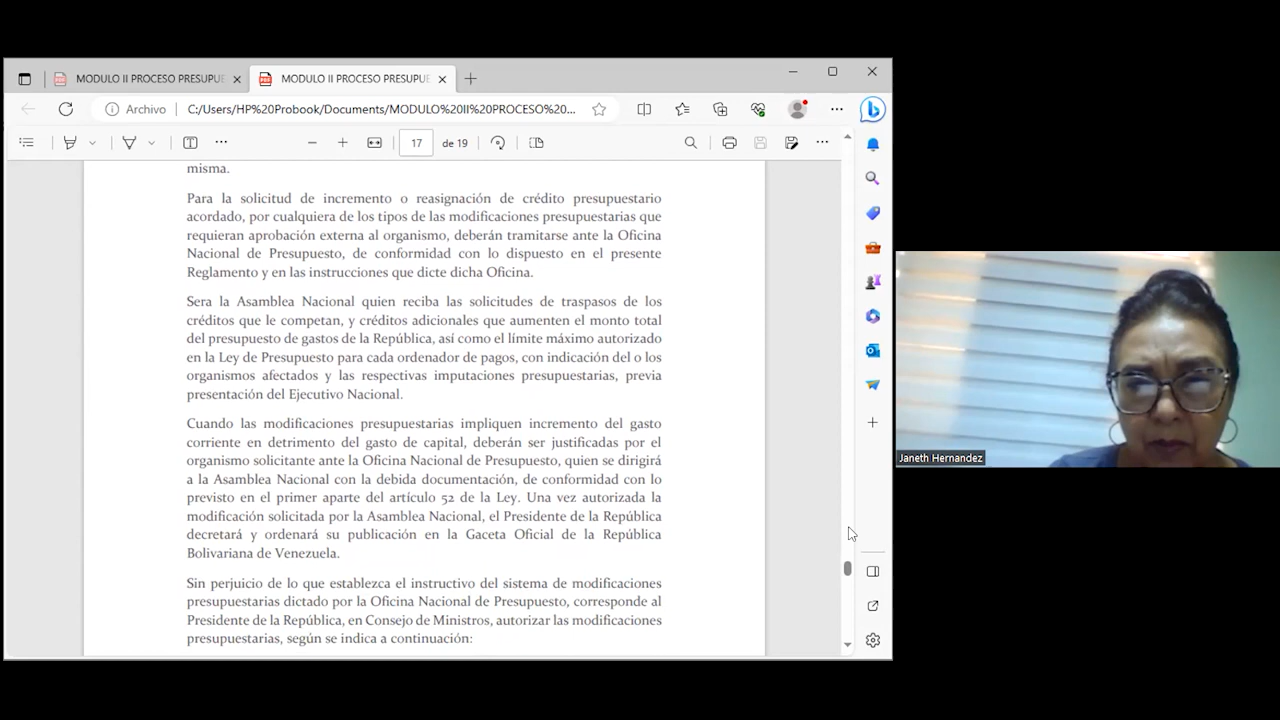 MODULO II PROCESO PRESUPUE
MODULO II PROCESO PRESUPUE
Archivo
C:/Users/HP%20Probook/Documents/MODULO%20II%20PROCESO%20...
17 de 19
misma.
Para la solicitud de incremento o reasignación de crédito presupuestario
acordado, por cualquiera de los tipos de las modificaciones presupuestarias que
requieran aprobación externa al organismo, deberán tramitarse ante la Oficina
Nacional de Presupuesto, de conformidad con lo dispuesto en el presente
Reglamento y en las instrucciones que dicte dicha Oficina.
Sera la Asamblea Nacional quien reciba las solicitudes de traspasos de los
créditos que le competan, y créditos adicionales que aumenten el monto total
del presupuesto de gastos de la República, así como el límite máximo autorizado
en la Ley de Presupuesto para cada ordenador de pagos, con indicación del o los
organismos afectados y las respectivas imputaciones presupuestarias, previa
presentación del Ejecutivo Nacional.
Cuando las modificaciones presupuestarias impliquen incremento del gasto
corriente en detrimento del gasto de capital, deberán ser justificadas por el
organismo solicitante ante la Oficina Nacional de Presupuesto, quien se dirigirá
a la Asamblea Nacional con la debida documentación, de conformidad con lo
previsto en el primer aparte del artículo 52 de la Ley. Una vez autorizada la
modificación solicitada por la Asamblea Nacional, el Presidente de la República
decretará y ordenará su publicación en la Gaceta Oficial de la República
Bolivariana de Venezuela.
Sin perjuicio de lo que establezca el instructivo del sistema de modificaciones
presupuestarias dictado por la Oficina Nacional de Presupuesto, corresponde al
Presidente de la República, en Consejo de Ministros, autorizar las modificaciones
presupuestarias, según se indica a continuación:
Janeth Hernandez